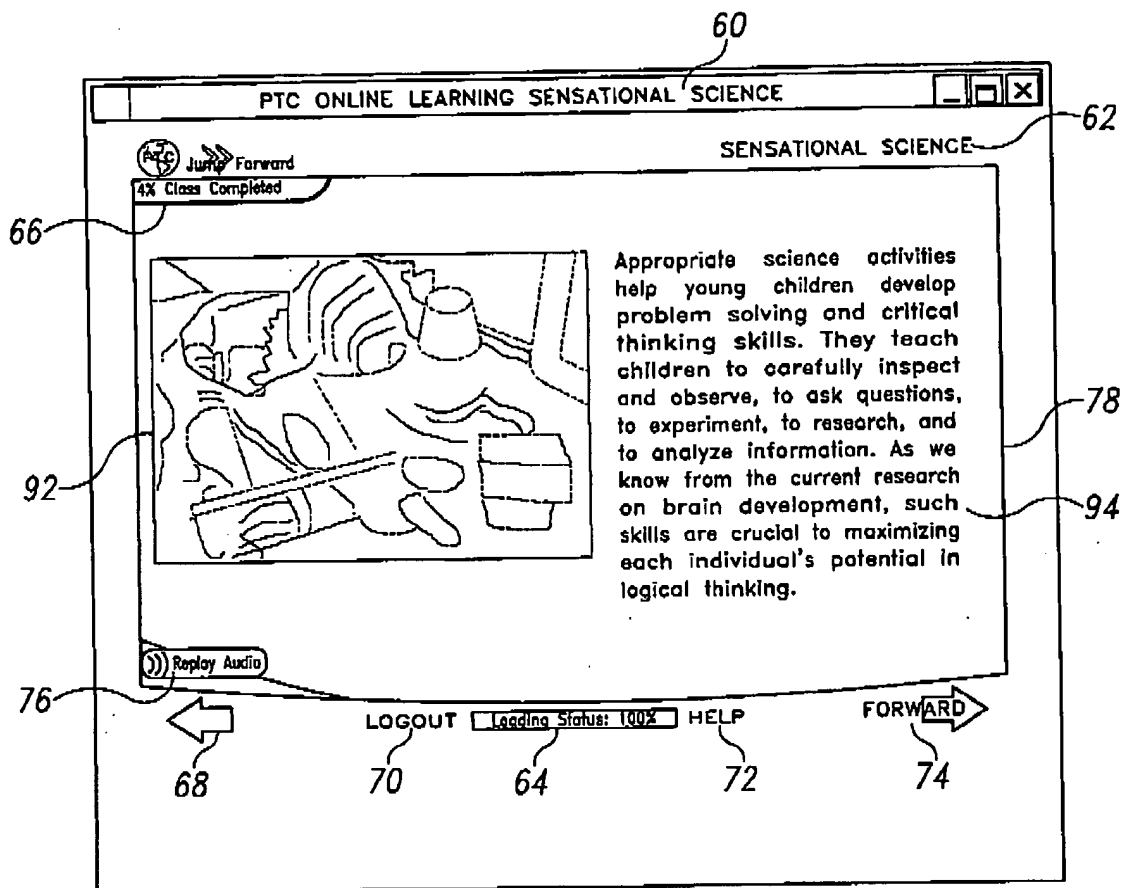 60
PTC ONLINE LEARNING SENSATIONAL SCIENCE
62
SENSATIONAL SCIENCE
PTC Jump Forward
4% Class Completed
66
Appropriate science activities
help young children develop
problem solving and critical
thinking skills. They teach
children to carefully inspect
and observe, to ask questions,
to experiment, to research, and
to analyze information. As we
know from the current research
on brain development, such
skills are crucial to maximizing
each individual's potential in
logical thinking.
78
92
94
Replay Audio
76
LOGOUT Loading Status: 100% HELP FORWARD
68 70 64 72 74